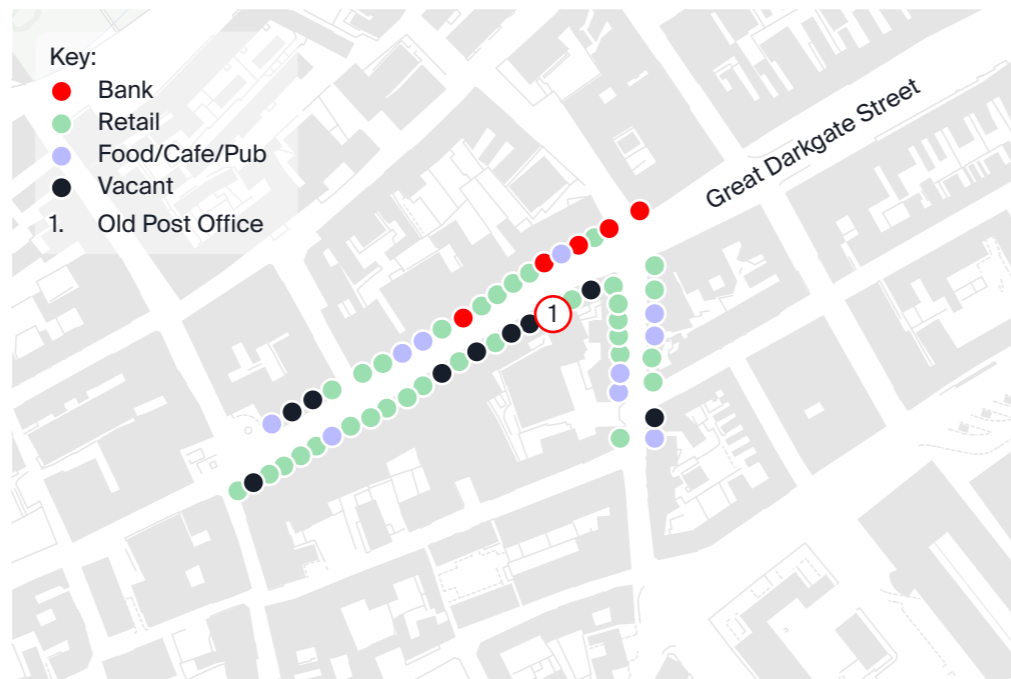 Key:
Bank
Retail
Food/Cafe/Pub
Vacant
1. Old Post Office
Great Darkgate Street
1